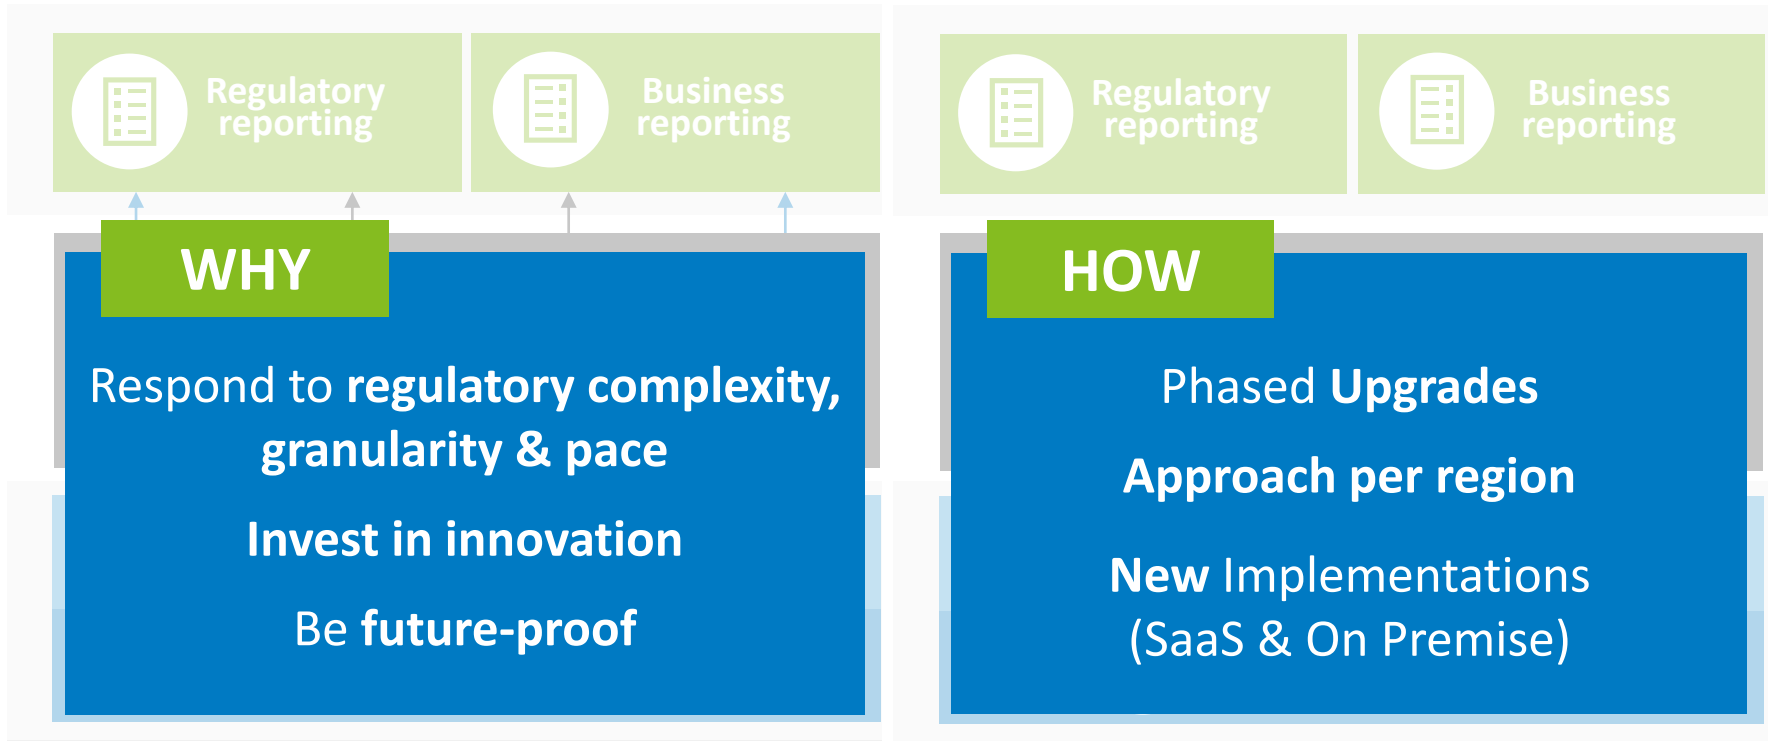 Regulatory
reporting
Business
reporting
WHY
Respond to regulatory complexity,
granularity & pace
Invest in innovation
Be future-proof
Regulatory
reporting
Business
reporting
HOW
Phased Upgrades
Approach per region
New Implementations
(SaaS & On Premise)